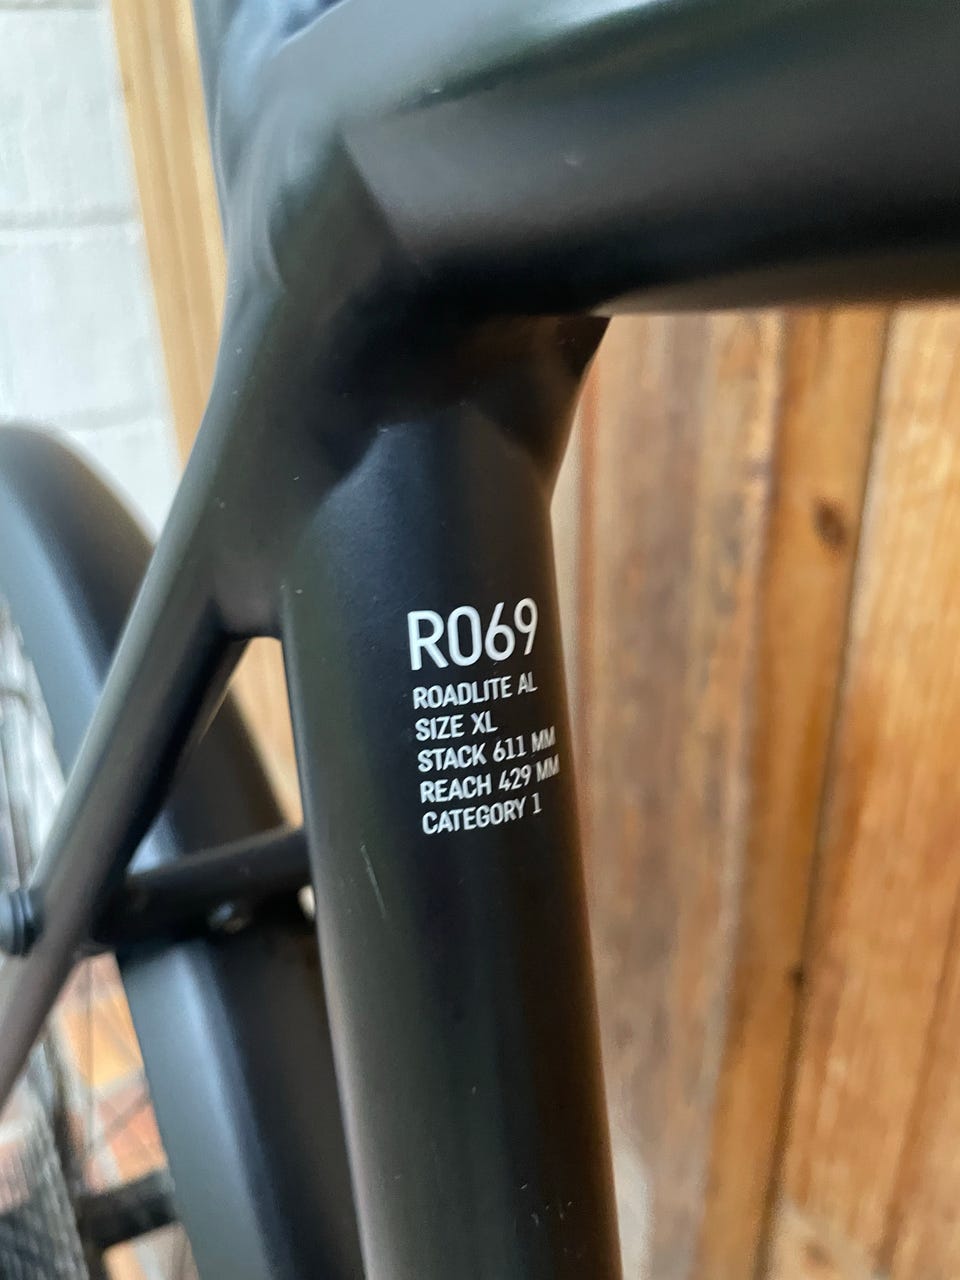 R069
ROADLITE AL
SIZE XL
STACK 611 MM
REACH 429 MM
CATEGORY 1